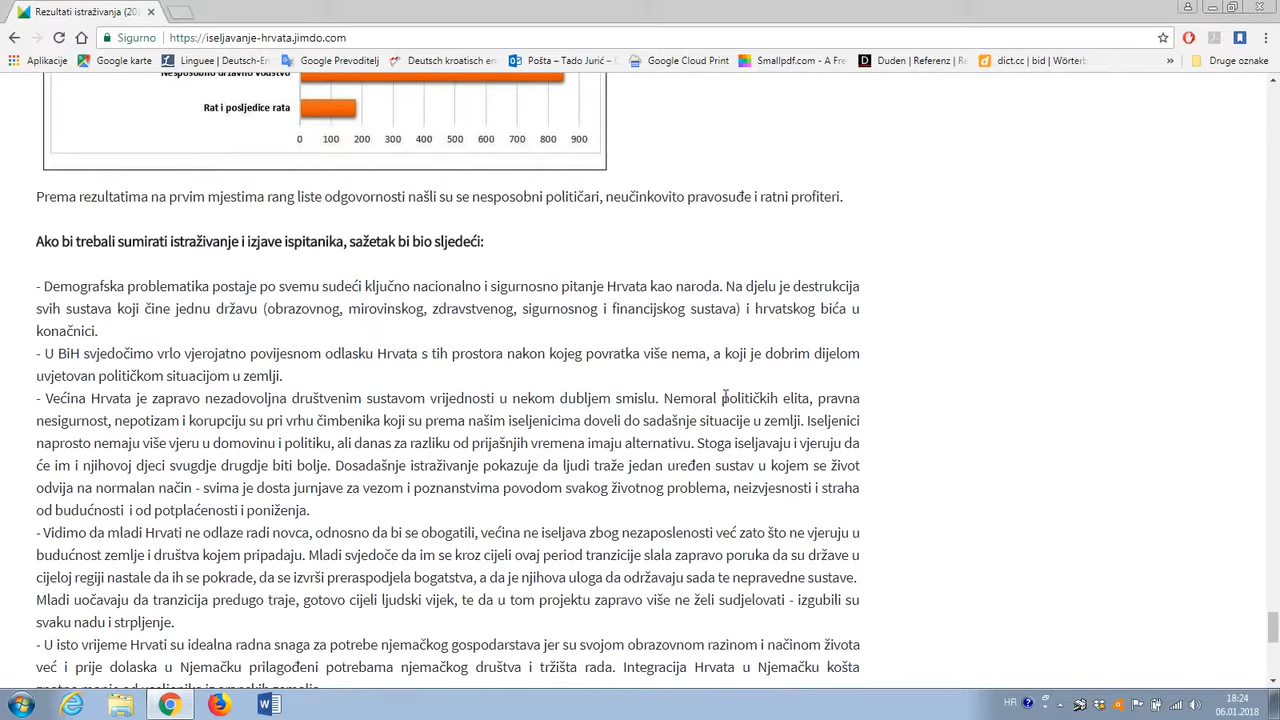 Rezultati istraživanja (20
Sigurno https://iseljavanje-hrvata.jimdo.com
Aplikacije Google karte Linguee | Deutsch- Google Prevoditelj Deutsch kroatisch en Pošta – Tado Jurić – O Google Cloud Print Smallpdf.com - A Fre Duden | Referenz | Re dict.cc | bid | Wörterb » Druge oznake
Nesposobno državno vodstvo
Rat i posljedice rata
0 100 200 300 400 500 600 700 800 900
Prema rezultatima na prvim mjestima rang liste odgovornosti našli su se nesposobni političari, neučinkovito pravosuđe i ratni profiteri.
Ako bi trebali sumirati istraživanje i izjave ispitanika, sažetak bi bio sljedeći:
- Demografska problematika postaje po svemu sudeći ključno nacionalno i sigurnosno pitanje Hrvata kao naroda. Na djelu je destrukcija
svih sustava koji čine jednu državu (obrazovnog, mirovinskog, zdravstvenog, sigurnosnog i financijskog sustava) i hrvatskog bića u
konačnici.
- U BiH svjedočimo vrlo vjerojatno povijesnom odlasku Hrvata s tih prostora nakon kojeg povratka više nema, a koji je dobrim dijelom
uvjetovan političkom situacijom u zemlji.
- Većina Hrvata je zapravo nezadovoljna društvenim sustavom vrijednosti u nekom dubljem smislu. Nemoral političkih elita, pravna
nesigurnost, nepotizam i korupciju su pri vrhu čimbenika koji su prema našim iseljenicima doveli do sadašnje situacije u zemlji. Iseljenici
naprosto nemaju više vjeru u domovinu i politiku, ali danas za razliku od prijašnjih vremena imaju alternativu. Stoga iseljavaju i vjeruju da
će im i njihovoj djeci svugdje drugdje biti bolje. Dosadašnje istraživanje pokazuje da ljudi traže jedan uređen sustav u kojem se život
odvija na normalan način - svima je dosta jurnjave za vezom i poznanstvima povodom svakog životnog problema, neizvjesnosti i straha
od budućnosti i od potplaćenosti i poniženja.
- Vidimo da mladi Hrvati ne odlaze radi novca, odnosno da bi se obogatili, većina ne iseljava zbog nezaposlenosti već zato što ne vjeruju u
budućnost zemlje i društva kojem pripadaju. Mladi svjedoče da im se kroz cijeli ovaj period tranzicije slala zapravo poruka da su države u
cijeloj regiji nastale da ih se pokrade, da se izvrši preraspodjela bogatstva, a da je njihova uloga da održavaju sada te nepravedne sustave.
Mladi uočavaju da tranzicija predugo traje, gotovo cijeli ljudski vijek, te da u tom projektu zapravo više ne želi sudjelovati - izgubili su
svaku nadu i strpljenje.
- U isto vrijeme Hrvati su idealna radna snaga za potrebe njemačkog gospodarstava jer su svojom obrazovnom razinom i načinom života
već i prije dolaska u Njemačku prilagođeni potrebama njemačkog društva i tržišta rada. Integracija Hrvata u Njemačku košta
HR 18:24
06.01.2018